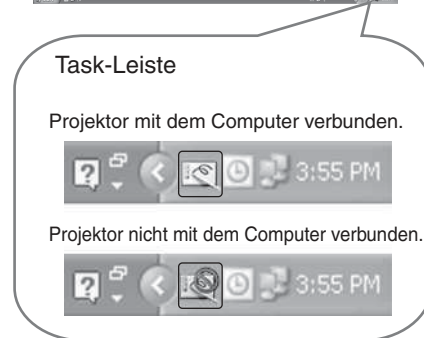 Task-Leiste
Projektor mit dem Computer verbunden.
? 3:55 PM
Projektor nicht mit dem Computer verbunden.
? 3:55 PM